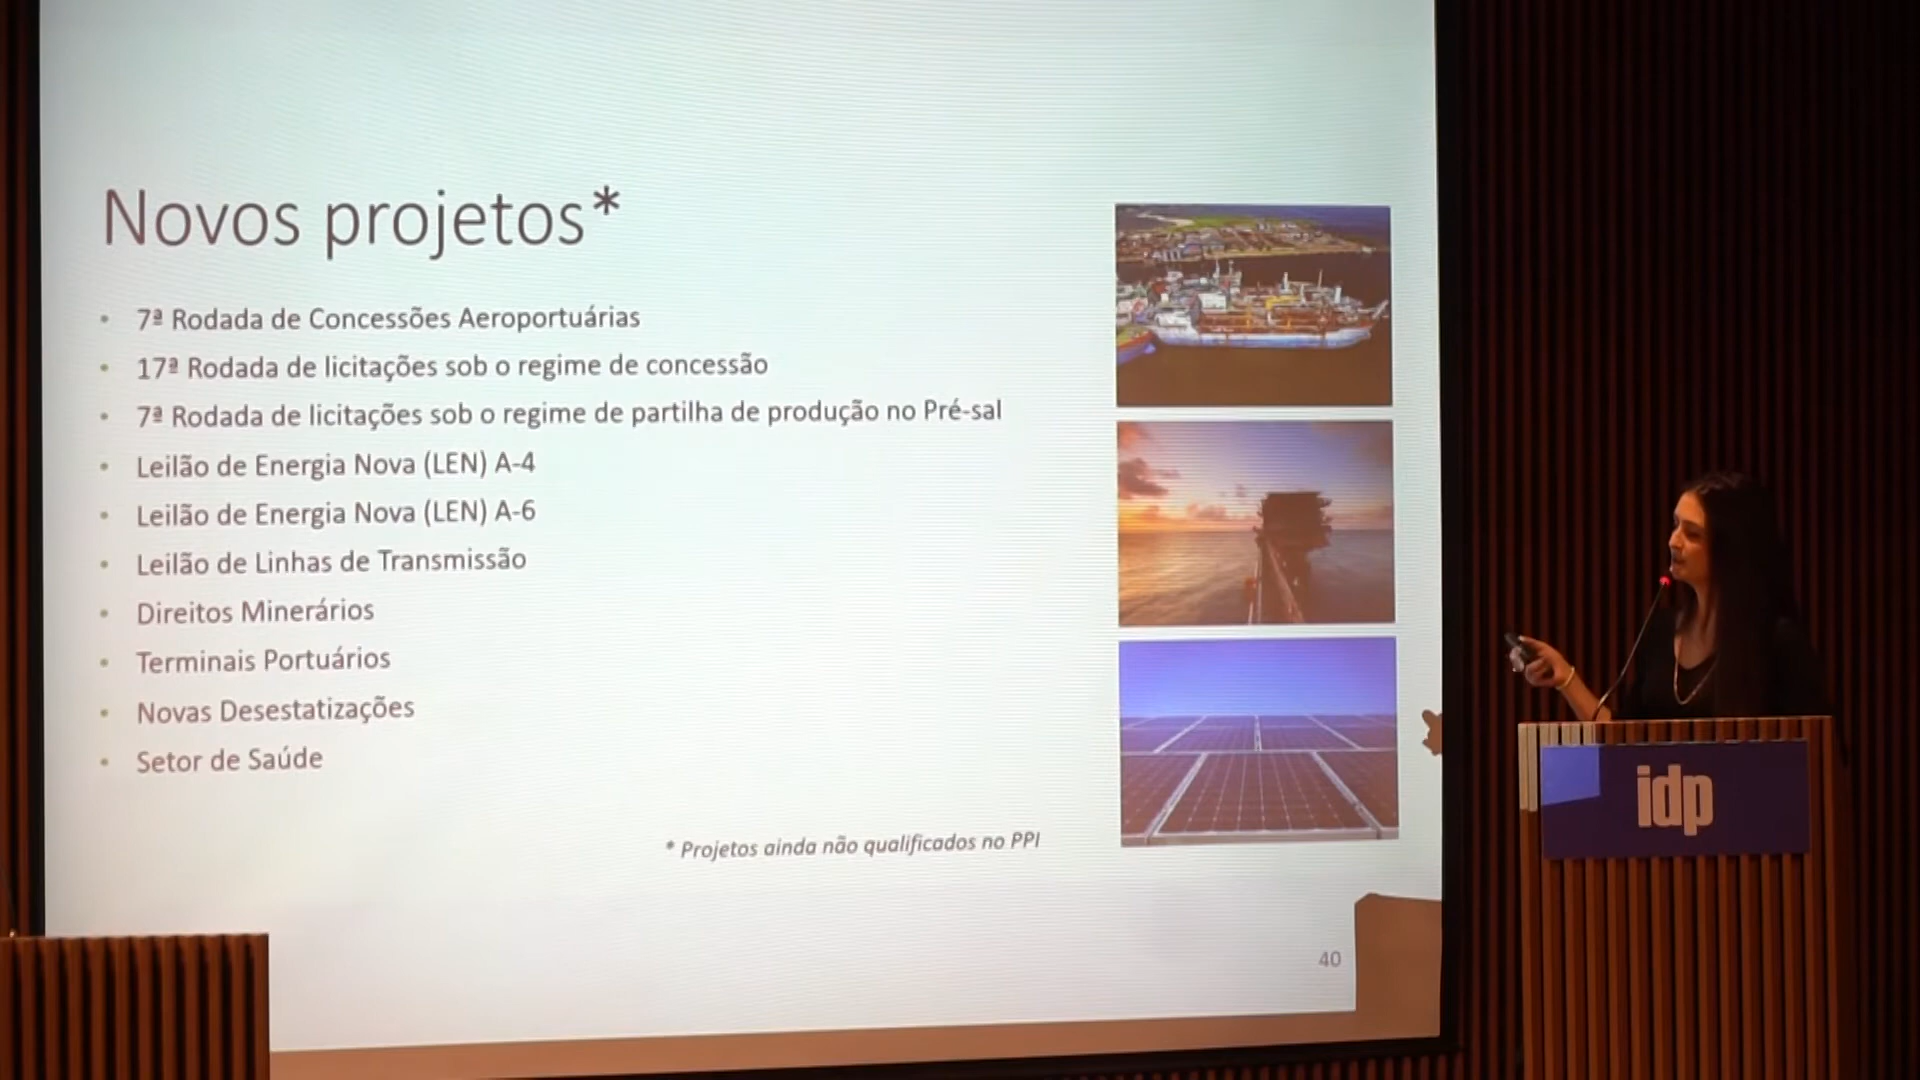 Novos projetos*
• 7ª Rodada de Concessões Aeroportuárias
• 17ª Rodada de licitações sob o regime de concessão
• 7ª Rodada de licitações sob o regime de partilha de produção no Pré-sal
• Leilão de Energia Nova (LEN) A-4
• Leilão de Energia Nova (LEN) A-6
• Leilão de Linhas de Transmissão
• Direitos Minerários
• Terminais Portuários
• Novas Desestatizações
• Setor de Saúde
* Projetos ainda não qualificados no PPI
40
idp